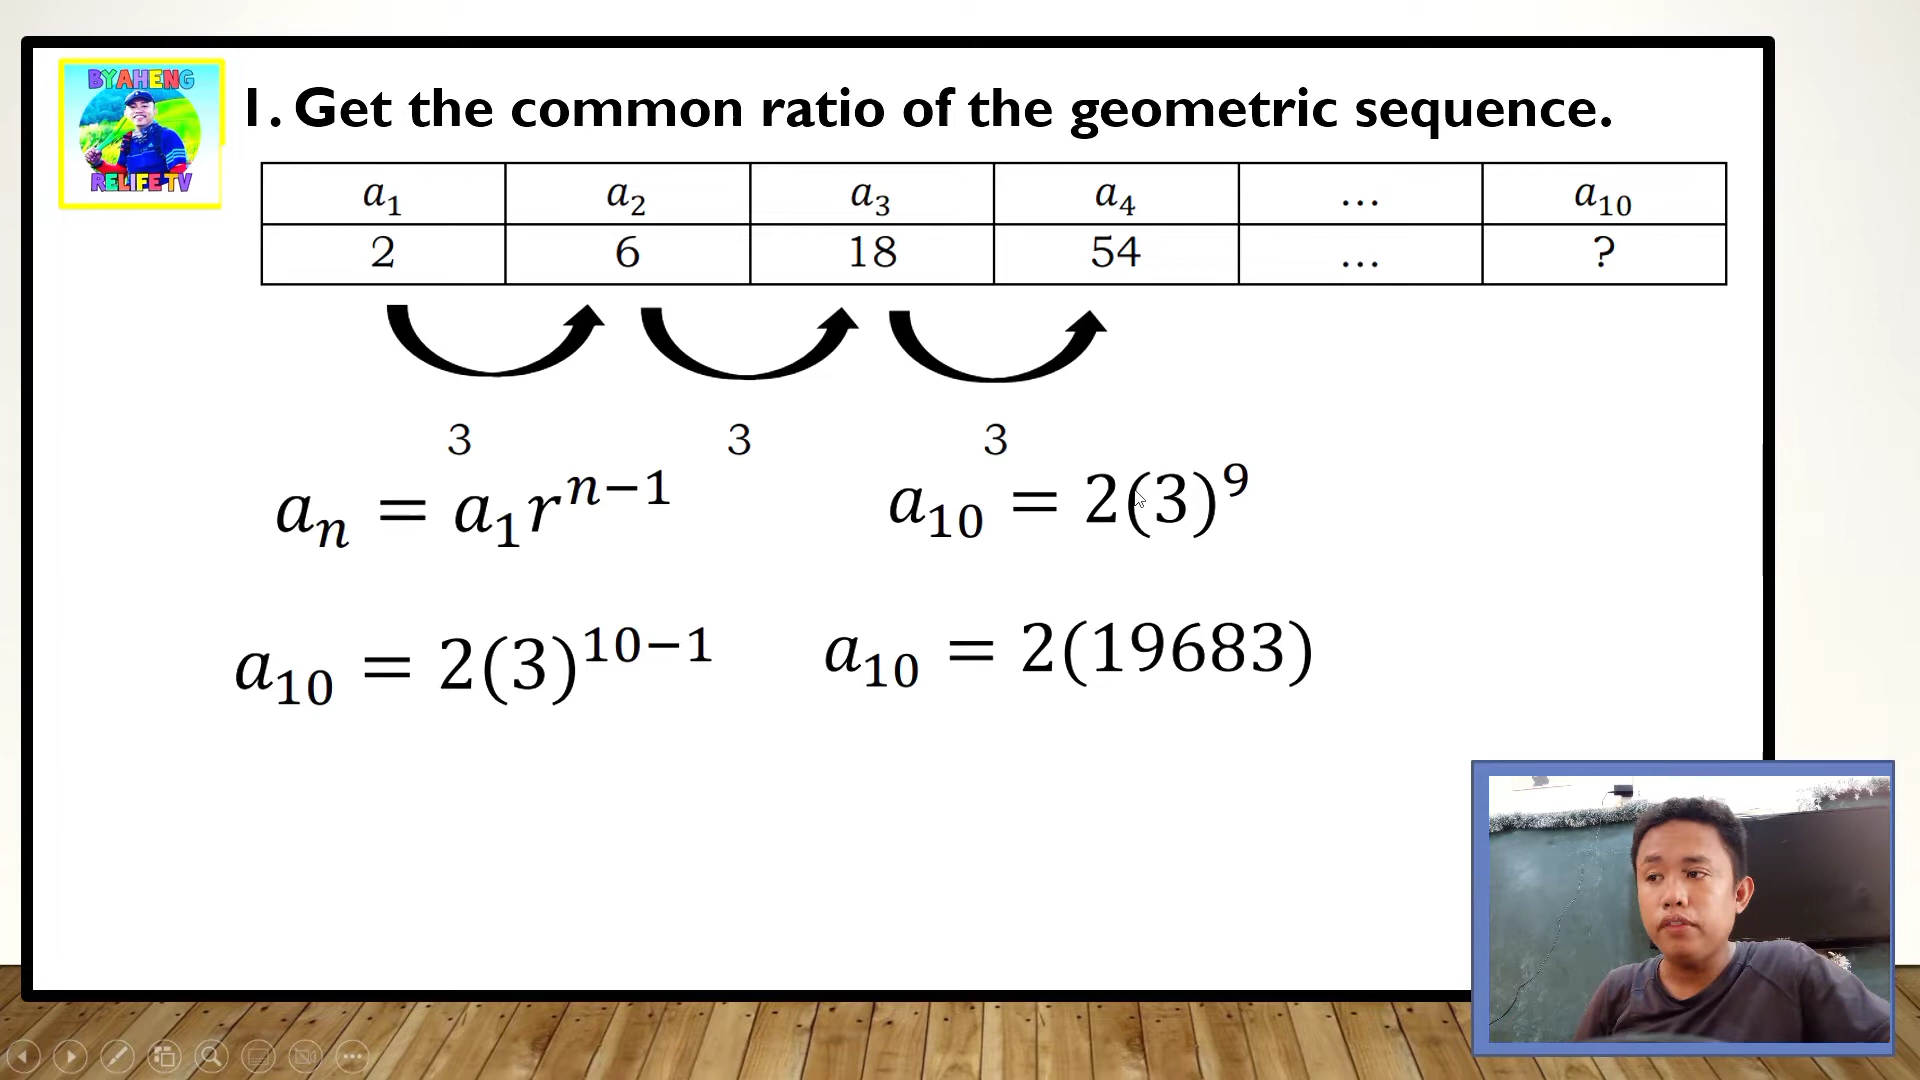 BYAHENG
RELIFE TV
1. Get the common ratio of the geometric sequence.
a₁ a₂ a₃ a₄ … a₁₀
2 6 18 54 … ?
3 3 3
aₙ = a₁rⁿ⁻¹
a₁₀ = 2(3)⁹
a₁₀ = 2(3)¹⁰⁻¹
a₁₀ = 2(19683)